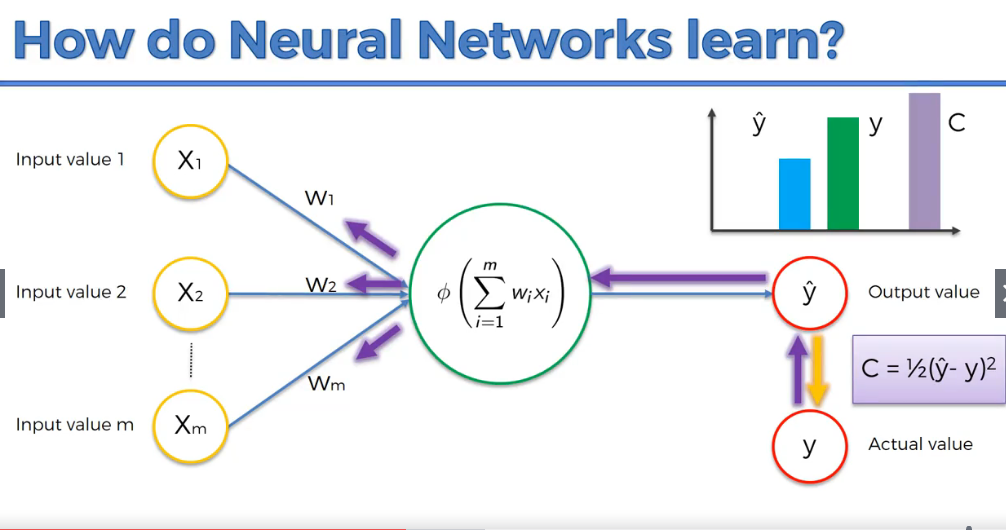 How do Neural Networks learn?
ŷ y C
Input value 1 X₁
W₁
Input value 2 X₂ W₂ ϕ(∑ᵢ₌₁ᵐ wᵢxᵢ) ŷ Output value
C = ½(ŷ- y)²
Wm
Input value m Xm y Actual value